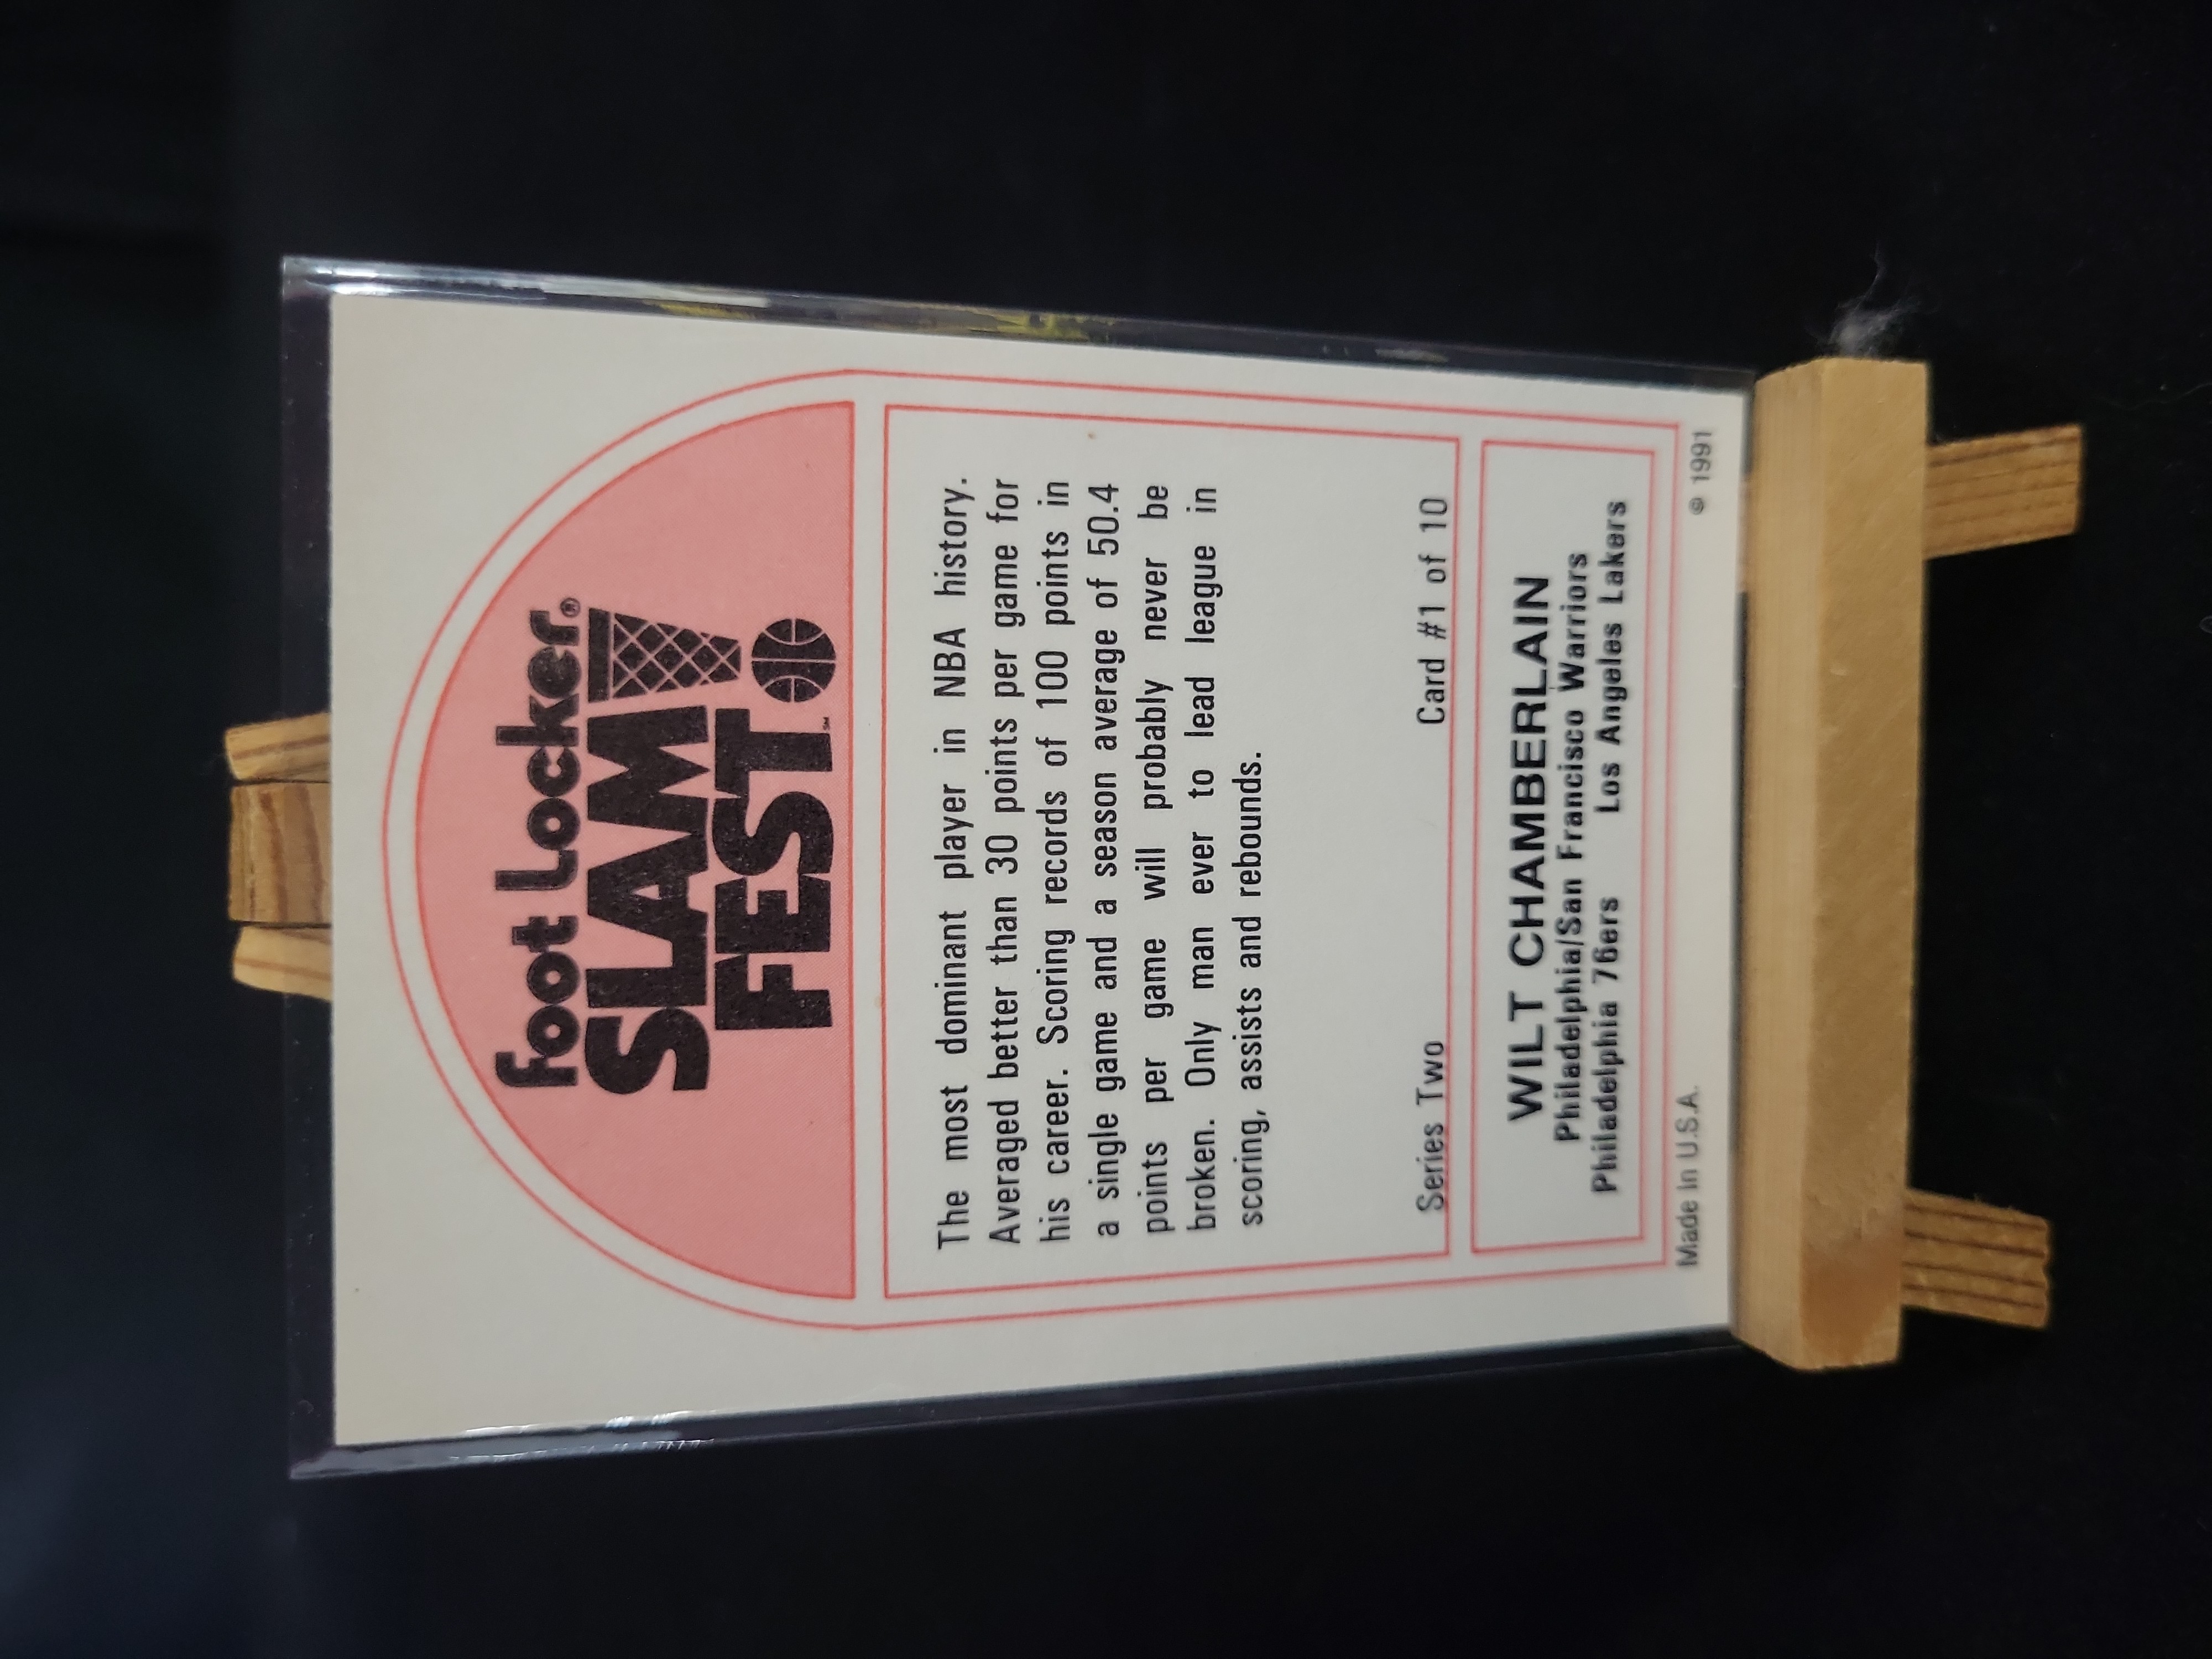 foot Locker®
SLAM
FEST℠
The most dominant player in NBA history.
Averaged better than 30 points per game for
his career. Scoring records of 100 points in
a single game and a season average of 50.4
points per game will probably never be
broken. Only man ever to lead league in
scoring, assists and rebounds.
Series Two Card #1 of 10
WILT CHAMBERLAIN
Philadelphia/San Francisco Warriors
Philadelphia 76ers Los Angeles Lakers
Made In U.S.A. © 1991